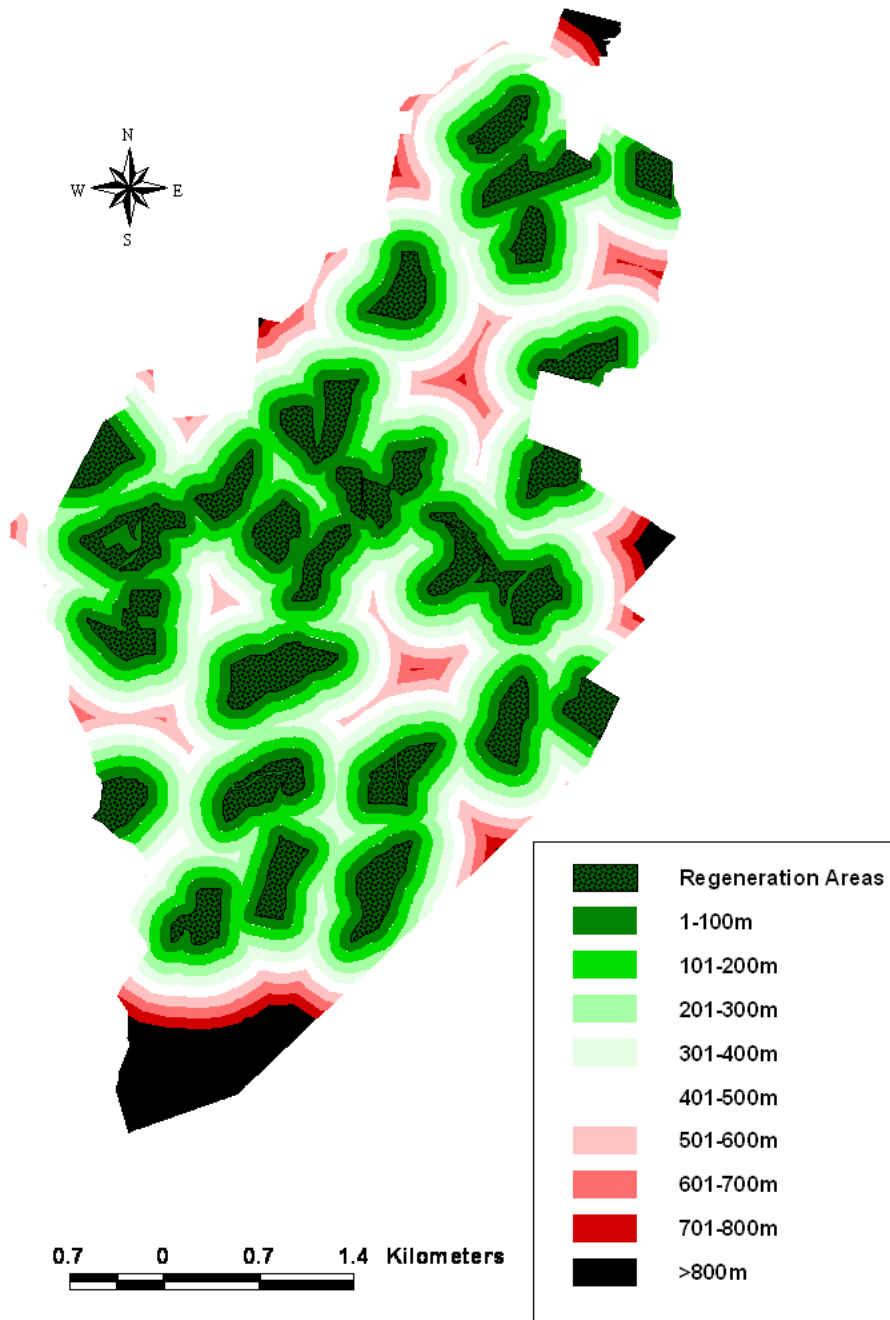 N
W E
S
Regeneration Areas
1-100m
101-200m
201-300m
301-400m
401-500m
501-600m
601-700m
701-800m
>800m
0.7 0 0.7 1.4 Kilometers